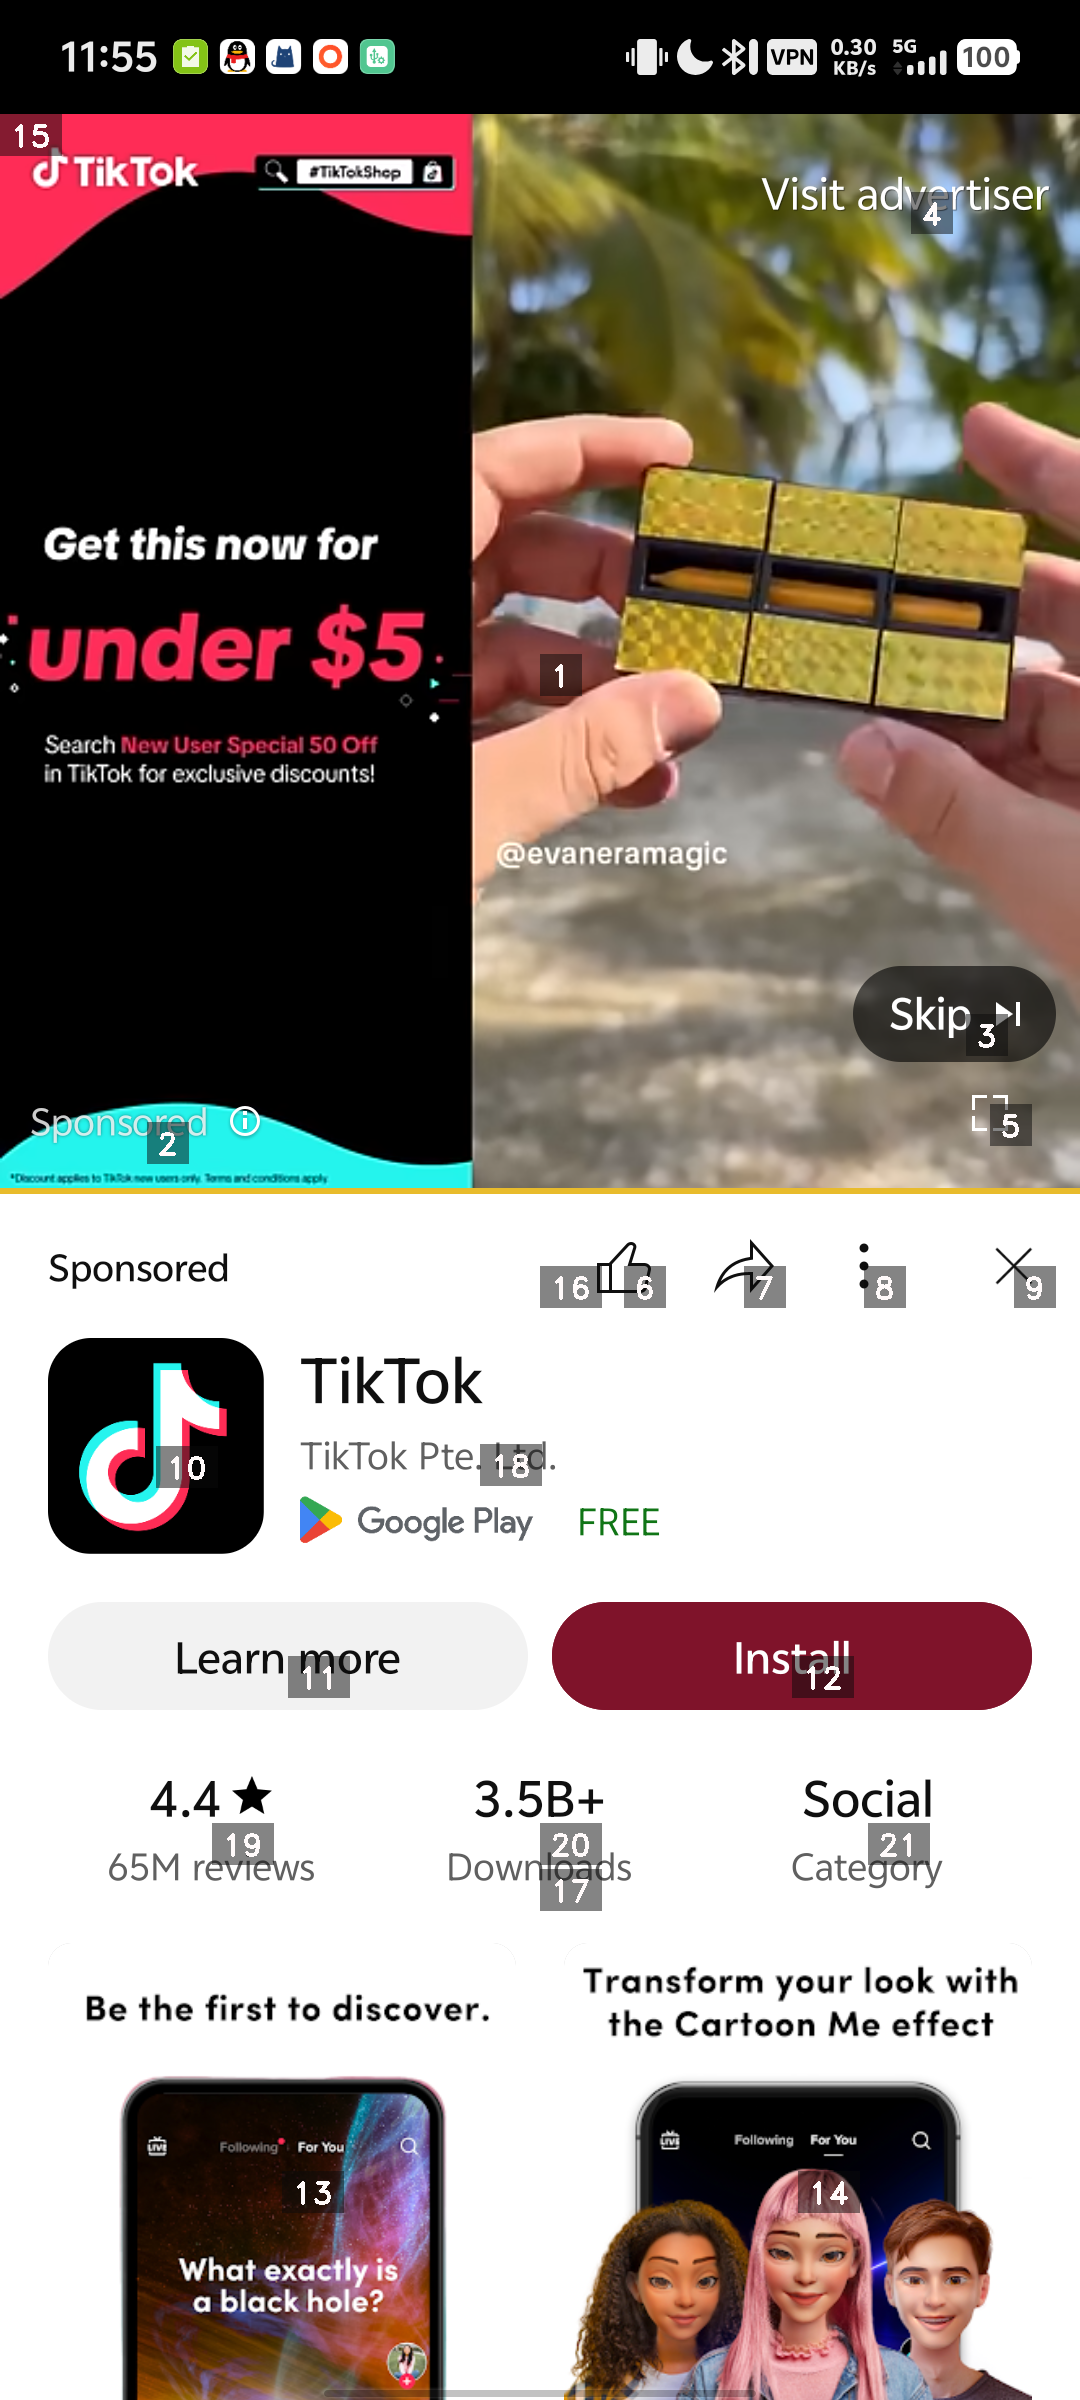 11:55
VPN
0.30
KB/s
5G
100
15
TikTok
#TikTokShop
Visit advertiser
4
Get this now for
under $5
1
Search New User Special 50 Off
in TikTok for exclusive discounts!
@evaneramagic
Skip
3
Sponsored
2
5
*Discount applies to TikTok new users only. Terms and conditions apply
Sponsored
16
6
7
8
9
TikTok
TikTok Pte. Ltd.
10
18
Google Play
FREE
Learn more
11
Install
12
4.4
3.5B+
Social
19
20
21
65M reviews
Downloads
Category
17
Be the first to discover.
Transform your look with
the Cartoon Me effect
LIVE
Following
For You
LIVE
Following
For You
13
14
What exactly is
a black hole?